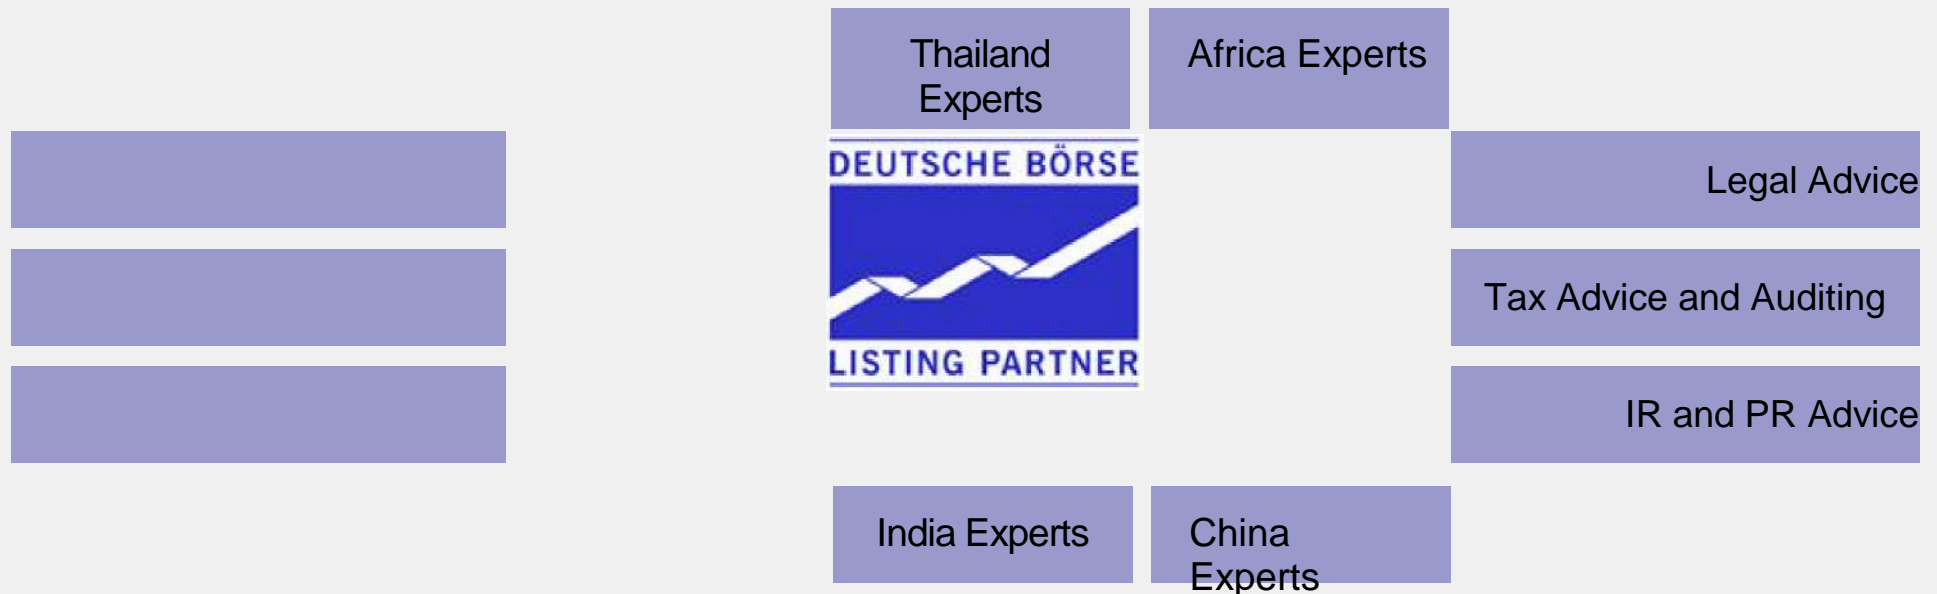 Thailand
Experts
Africa Experts
DEUTSCHE BÖRSE
LISTING PARTNER
Legal Advice
Tax Advice and Auditing
IR and PR Advice
India Experts
China
Experts